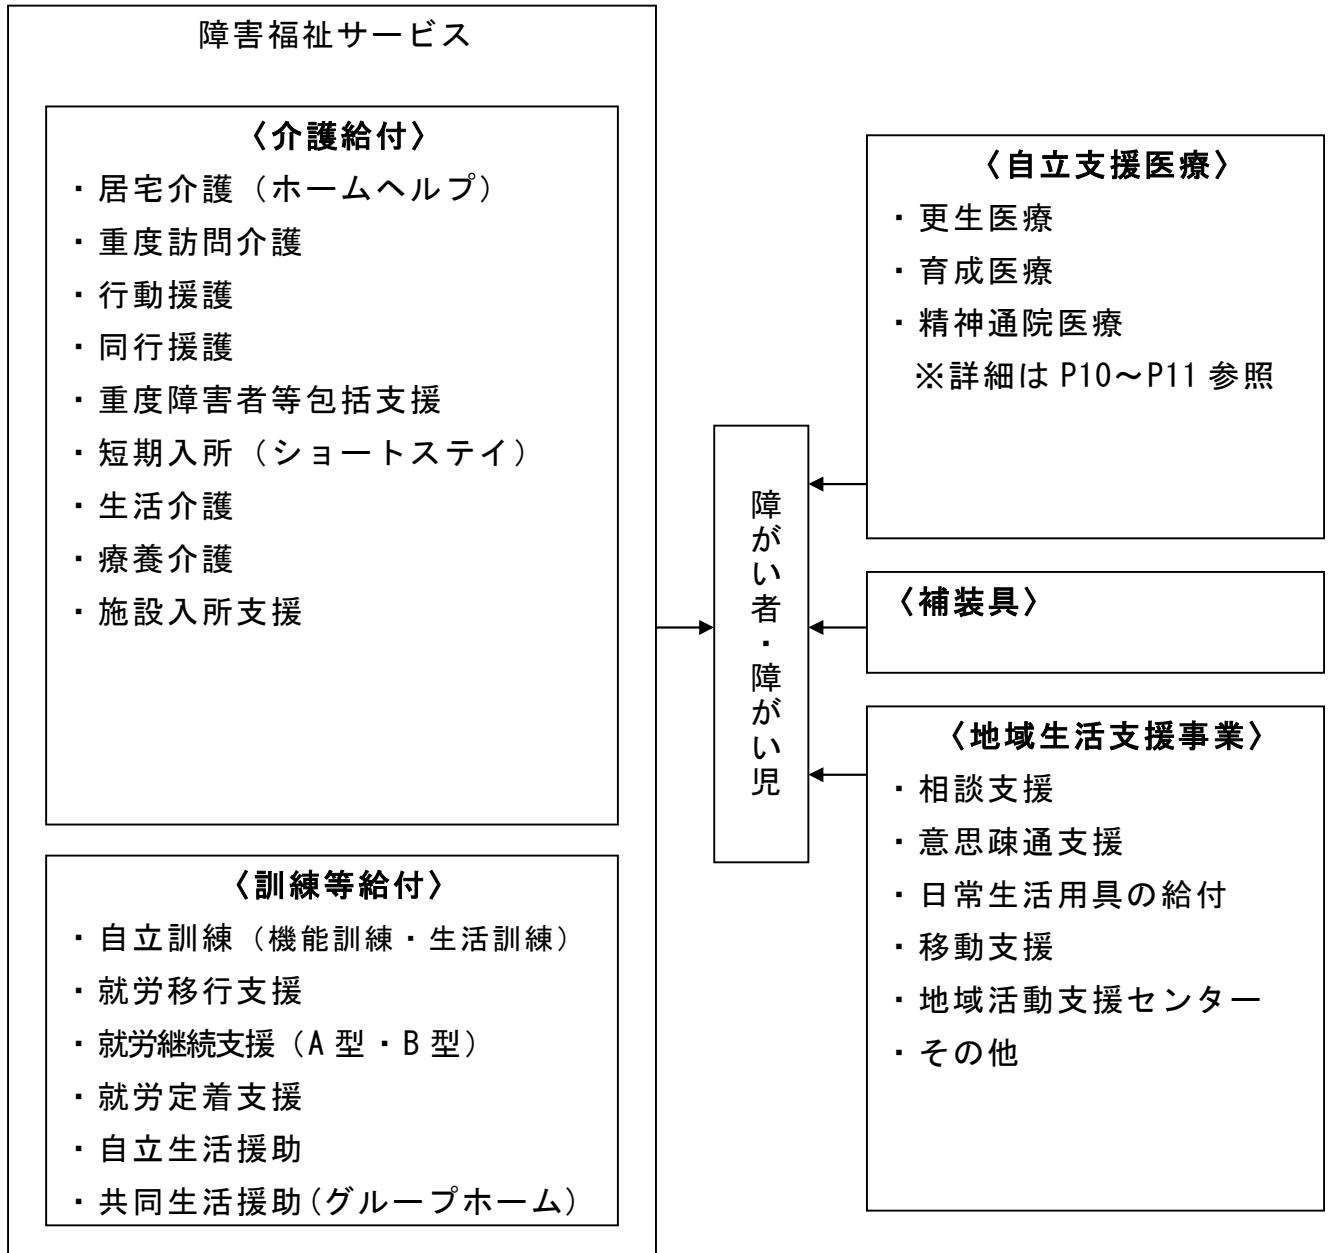 障害福祉サービス
〈介護給付〉
・居宅介護（ホームヘルプ）
・重度訪問介護
・行動援護
・同行援護
・重度障害者等包括支援
・短期入所（ショートステイ）
・生活介護
・療養介護
・施設入所支援
〈訓練等給付〉
・自立訓練（機能訓練・生活訓練）
・就労移行支援
・就労継続支援（A型・B型）
・就労定着支援
・自立生活援助
・共同生活援助(グループホーム)
障がい者・障がい児
〈自立支援医療〉
・更生医療
・育成医療
・精神通院医療
※詳細は P10～P11 参照
〈補装具〉
〈地域生活支援事業〉
・相談支援
・意思疎通支援
・日常生活用具の給付
・移動支援
・地域活動支援センター
・その他